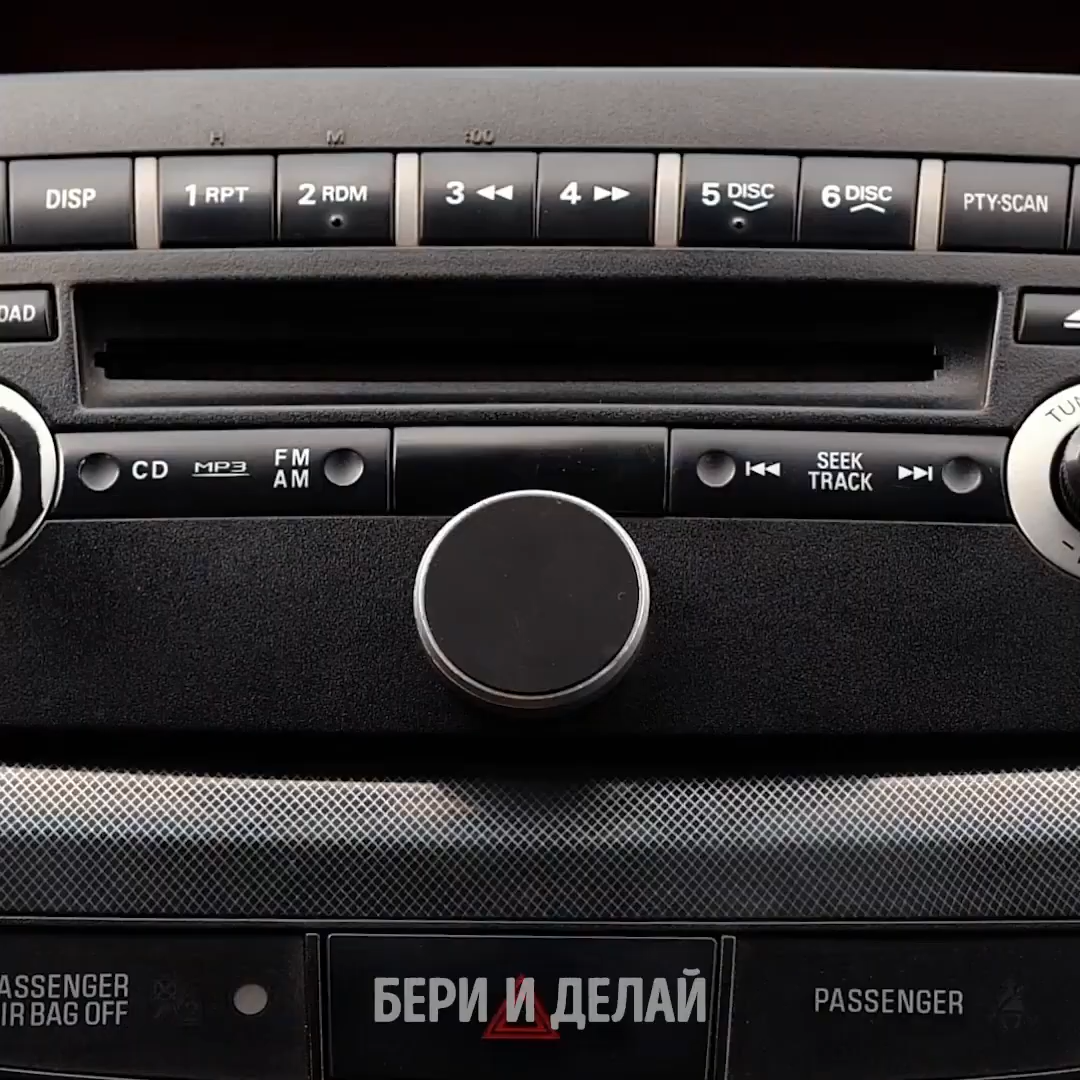 H M :00
DISP 1 RPT 2 RDM 3 4 5 DISC 6 DISC PTY·SCAN
OAD
CD MP3 FM
AM
SEEK
TRACK
TUN
ASSENGER
IR BAG OFF
БЕРИ И ДЕЛАЙ
PASSENGER